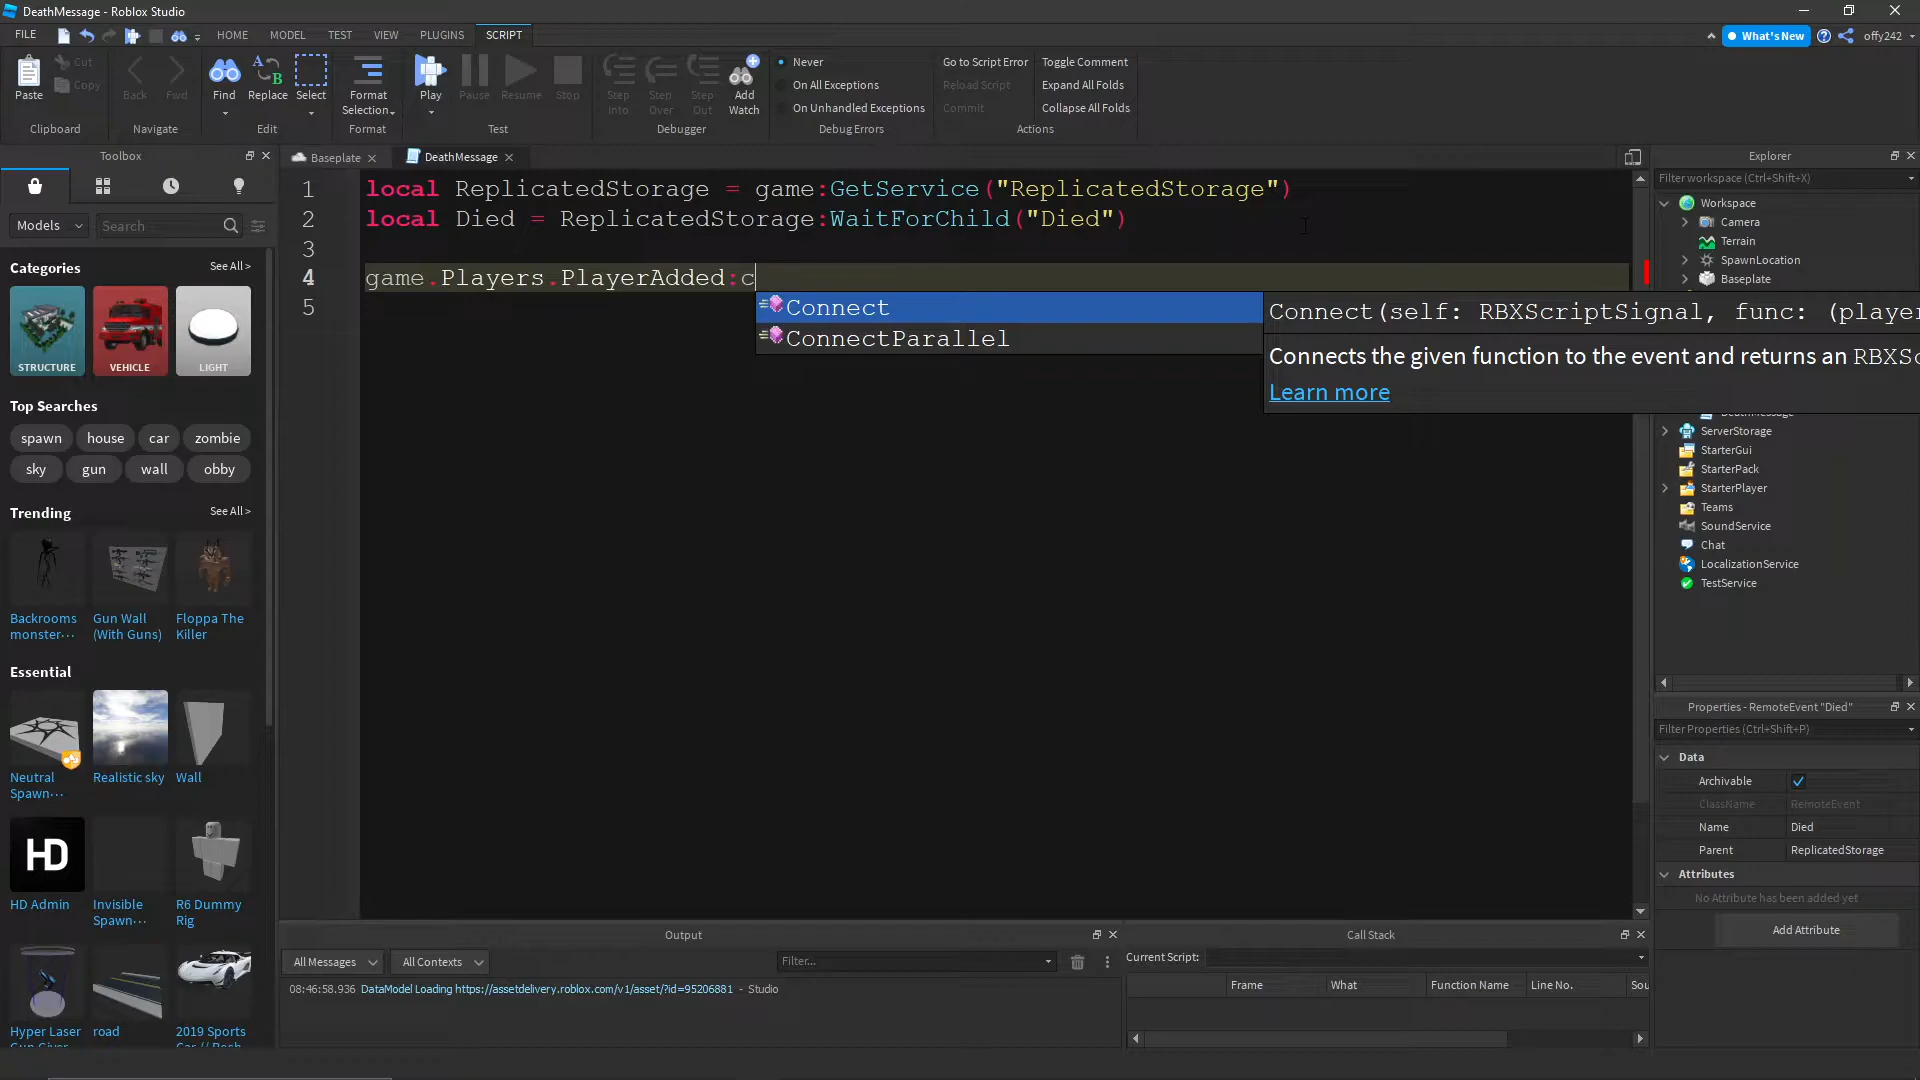 DeathMessage - Roblox Studio
FILE HOME MODEL TEST VIEW PLUGINS SCRIPT What's New offy242
Paste Cut Copy Back Fwd Find Replace Select Format Selection Play Pause Resume Stop Step Into Step Over Step Out Add Watch
Never
On All Exceptions
On Unhandled Exceptions
Go to Script Error
Reload Script
Commit
Toggle Comment
Expand All Folds
Collapse All Folds
Clipboard Navigate Edit Format Test Debugger Debug Errors Actions
Toolbox
Models Search
Categories See All >
STRUCTURE VEHICLE LIGHT
Top Searches
spawn house car zombie
sky gun wall obby
Trending See All >
Backrooms monster...
Gun Wall (With Guns)
Floppa The Killer
Essential
Neutral Spawn...
Realistic sky
Wall
HD
HD Admin
Invisible Spawn...
R6 Dummy Rig
Hyper Laser
road
2019 Sports
Baseplate DeathMessage
1 local ReplicatedStorage = game:GetService("ReplicatedStorage")
2 local Died = ReplicatedStorage:WaitForChild("Died")
3
4 game.Players.PlayerAdded:c
5
Connect
ConnectParallel
Connect(self: RBXScriptSignal, func: (player
Connects the given function to the event and returns an RBXSc
Learn more
Output
All Messages All Contexts Filter...
08:46:58.936 DataModel Loading https://assetdelivery.roblox.com/v1/asset/?id=95206881 - Studio
Call Stack
Current Script:
Frame What Function Name Line No. Sou
Explorer
Filter workspace (Ctrl+Shift+X)
Workspace
Camera
Terrain
SpawnLocation
Baseplate
DeathMessage
ServerStorage
StarterGui
StarterPack
StarterPlayer
Teams
SoundService
Chat
LocalizationService
TestService
Properties - RemoteEvent "Died"
Filter Properties (Ctrl+Shift+P)
Data
Archivable
ClassName RemoteEvent
Name Died
Parent ReplicatedStorage
Attributes
No Attribute has been added yet
Add Attribute